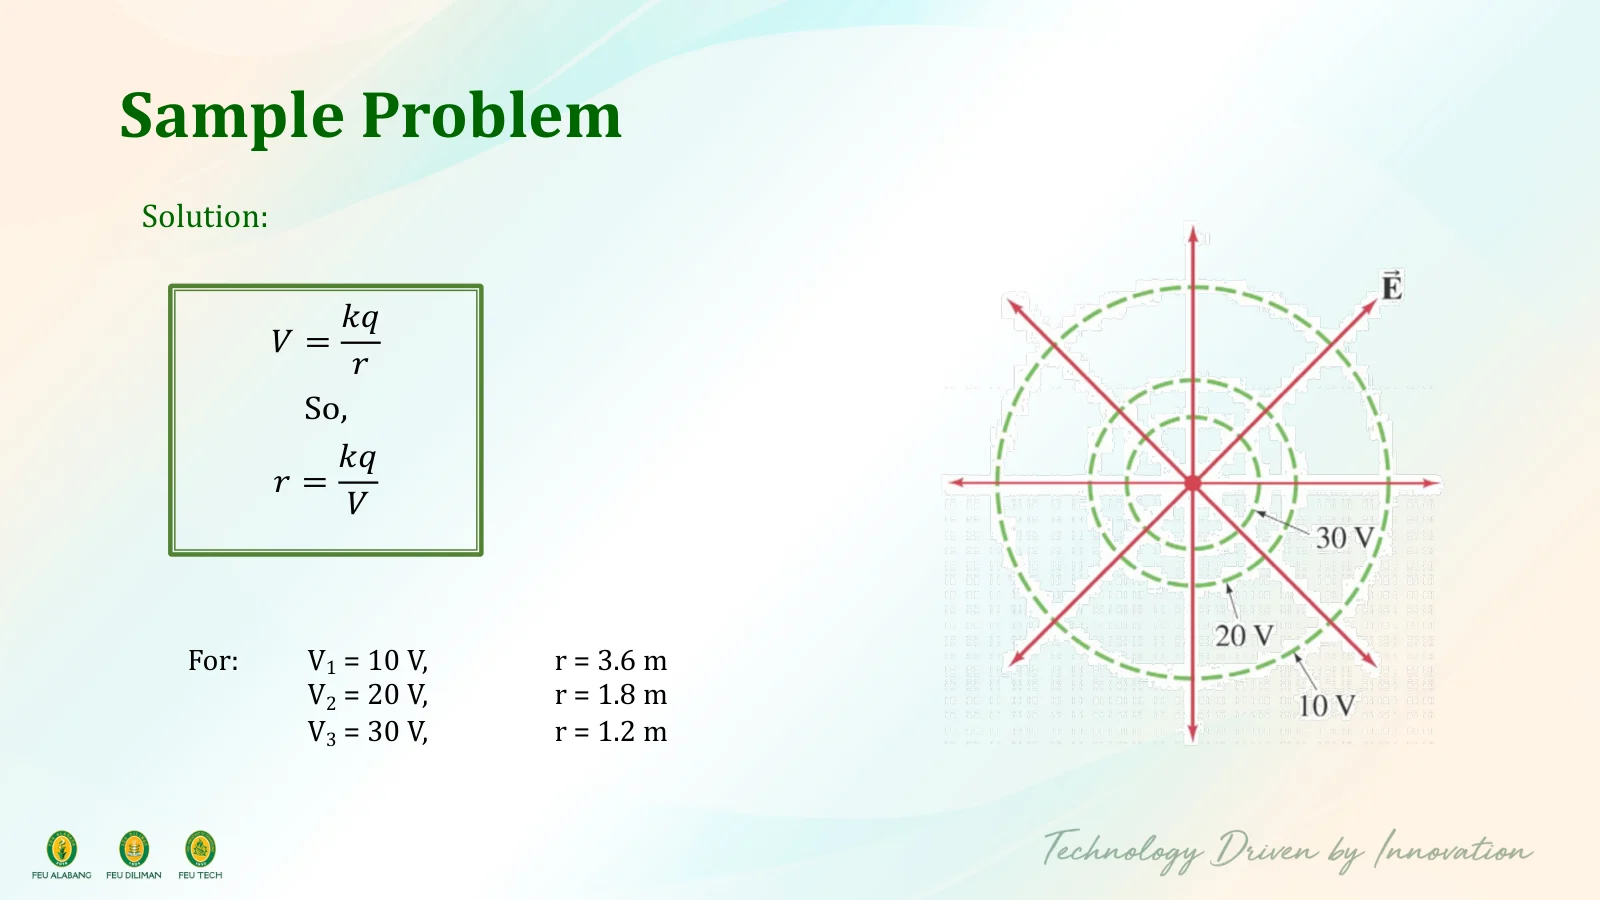 Sample Problem
Solution:
V = kq/r
So,
r = kq/V
For: V₁ = 10 V, r = 3.6 m
V₂ = 20 V, r = 1.8 m
V₃ = 30 V, r = 1.2 m
E⃗
30 V
20 V
10 V
FEU ALABANG FEU DILIMAN FEU TECH
Technology Driven by Innovation